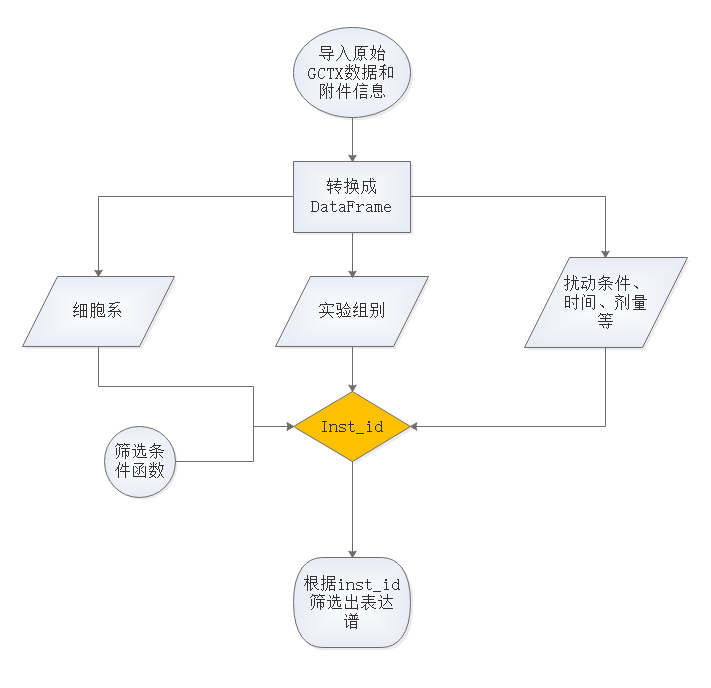 导入原始
GCTX数据和
附件信息
转换成
DataFrame
细胞系
实验组别
扰动条件、
时间、剂量
等
Inst_id
筛选条
件函数
根据inst_id
筛选出表达
谱